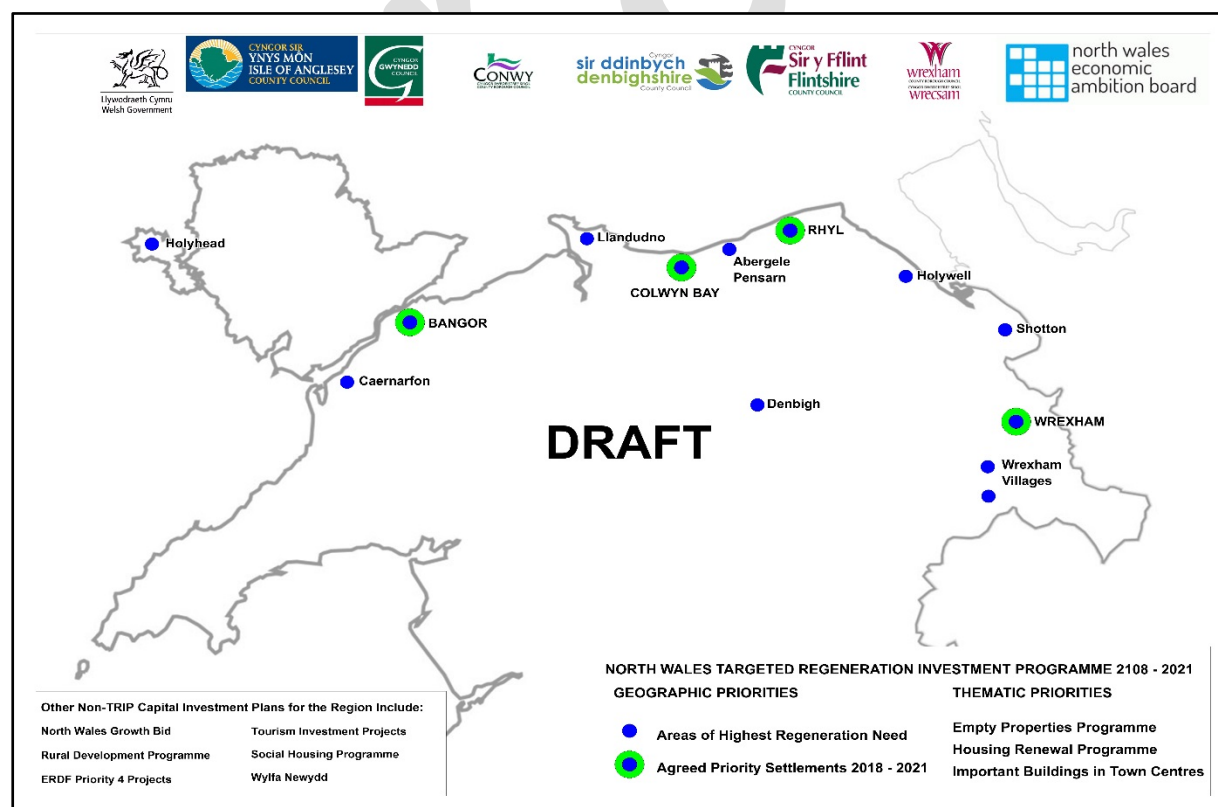 Llywodraeth Cymru
Welsh Government
CYNGOR SIR
YNYS MÔN
ISLE OF ANGLESEY
COUNTY COUNCIL
CYNGOR
GWYNEDD
COUNCIL
CONWY
Cyngor
sir ddinbych
denbighshire
County Council
CYNGOR
Sir y Fflint
Flintshire
COUNTY COUNCIL
wrexham
wrecsam
north wales
economic
ambition board
Holyhead
Llandudno
RHYL
Abergele
Pensarn
COLWYN BAY
Holywell
BANGOR
Shotton
Caernarfon
Denbigh
WREXHAM
DRAFT
Wrexham
Villages
Other Non-TRIP Capital Investment Plans for the Region Include:
North Wales Growth Bid
Tourism Investment Projects
Rural Development Programme
Social Housing Programme
ERDF Priority 4 Projects
Wylfa Newydd
NORTH WALES TARGETED REGENERATION INVESTMENT PROGRAMME 2108 - 2021
GEOGRAPHIC PRIORITIES
Areas of Highest Regeneration Need
Agreed Priority Settlements 2018 - 2021
THEMATIC PRIORITIES
Empty Properties Programme
Housing Renewal Programme
Important Buildings in Town Centres